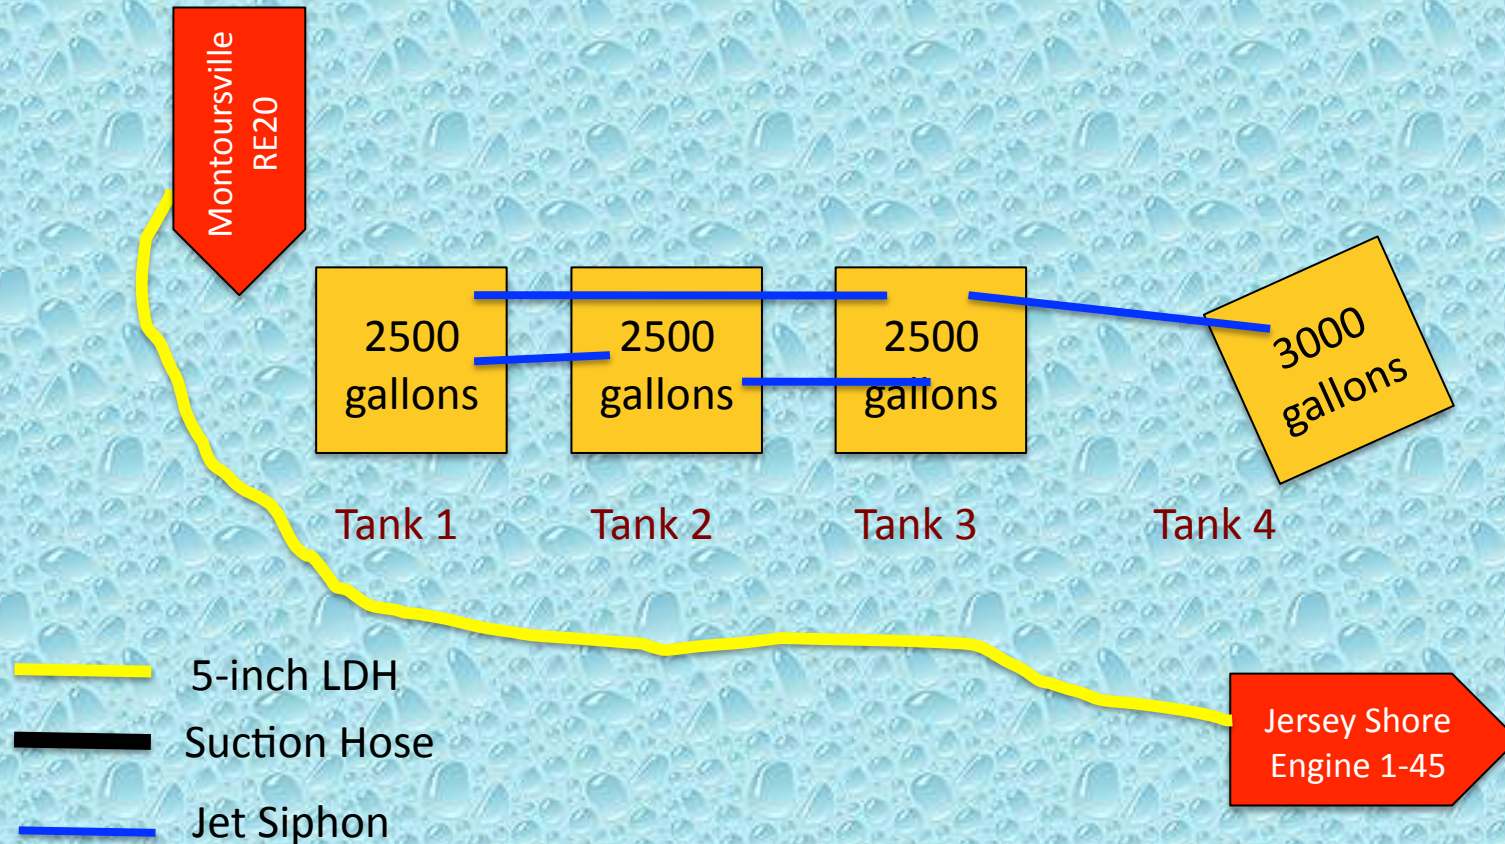 Montoursville
RE20
2500
gallons
2500
gallons
2500
gallons
3000
gallons
Tank 1
Tank 2
Tank 3
Tank 4
5-inch LDH
Suction Hose
Jet Siphon
Jersey Shore
Engine 1-45